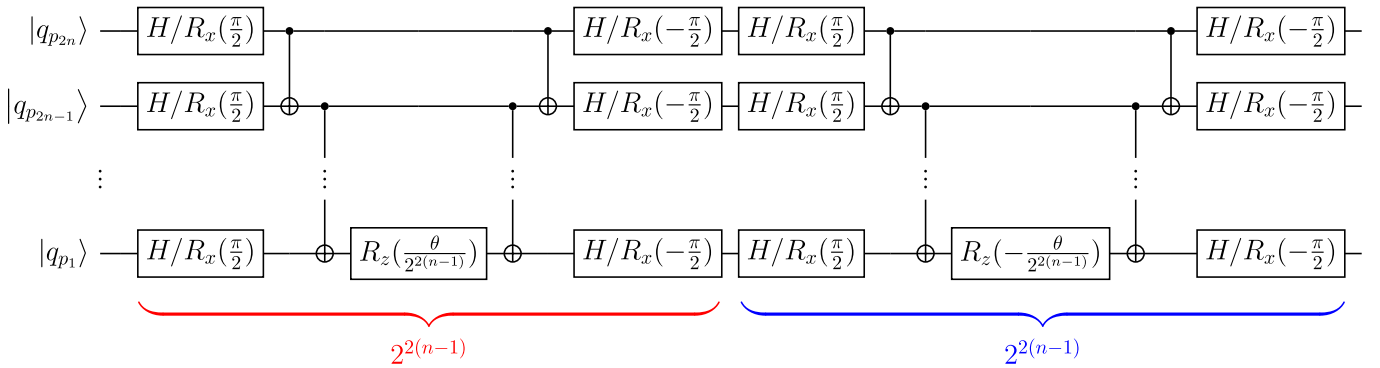 |q_{p_{2n}}⟩ H/R_x(π/2) H/R_x(−π/2) H/R_x(π/2) H/R_x(−π/2)
|q_{p_{2n−1}}⟩ H/R_x(π/2) H/R_x(−π/2) H/R_x(π/2) H/R_x(−π/2)
⋮ ⋮ ⋮ ⋮ ⋮
|q_{p_1}⟩ H/R_x(π/2) R_z(θ/2^{2(n−1)}) H/R_x(−π/2) H/R_x(π/2) R_z(−θ/2^{2(n−1)}) H/R_x(−π/2)
2^{2(n−1)} 2^{2(n−1)}